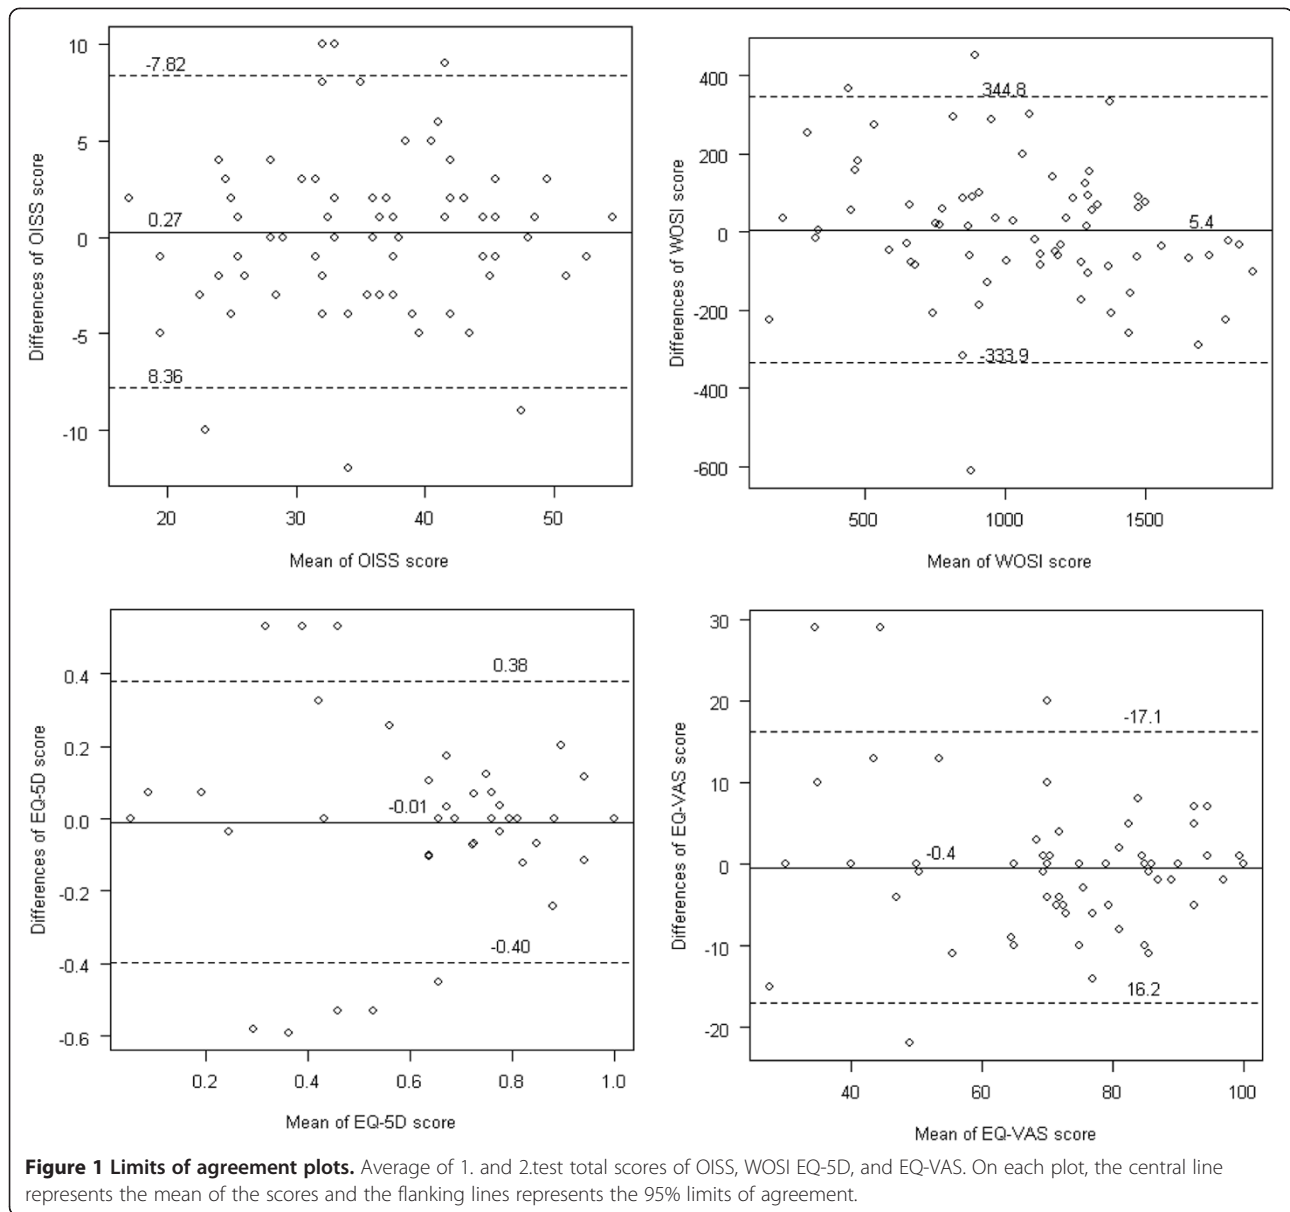 10
5
0
-5
-10
-7.82
0.27
8.36
Differences of OISS score
20 30 40 50
Mean of OISS score
400
200
0
-200
-400
-600
344.8
5.4
-333.9
Differences of WOSI score
500 1000 1500
Mean of WOSI score
0.4
0.2
0.0
-0.2
-0.4
-0.6
0.38
-0.01
-0.40
Differences of EQ-5D score
0.2 0.4 0.6 0.8 1.0
Mean of EQ-5D score
30
20
10
0
-10
-20
-17.1
-0.4
16.2
Differences of EQ-VAS score
40 60 80 100
Mean of EQ-VAS score
Figure 1 Limits of agreement plots. Average of 1. and 2.test total scores of OISS, WOSI EQ-5D, and EQ-VAS. On each plot, the central line
represents the mean of the scores and the flanking lines represents the 95% limits of agreement.